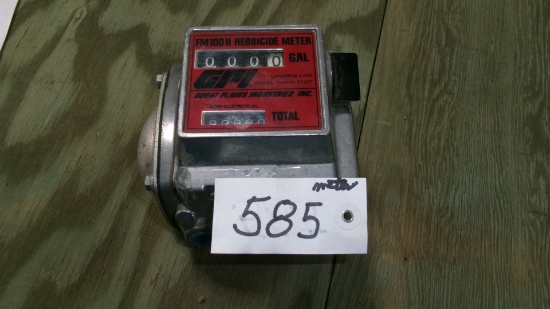 FM100H HERBICIDE METER
0000 GAL
GPI
GREAT PLAINS INDUSTRIES, INC.
TOTAL
meter
585